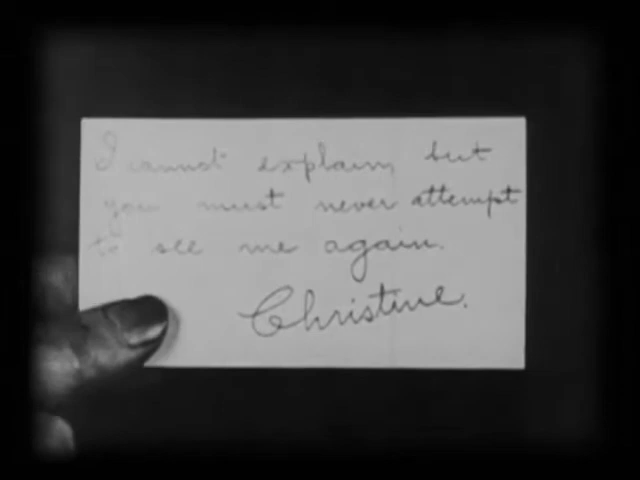 I cannot explain, but
you must never attempt
to see me again.
Christine.